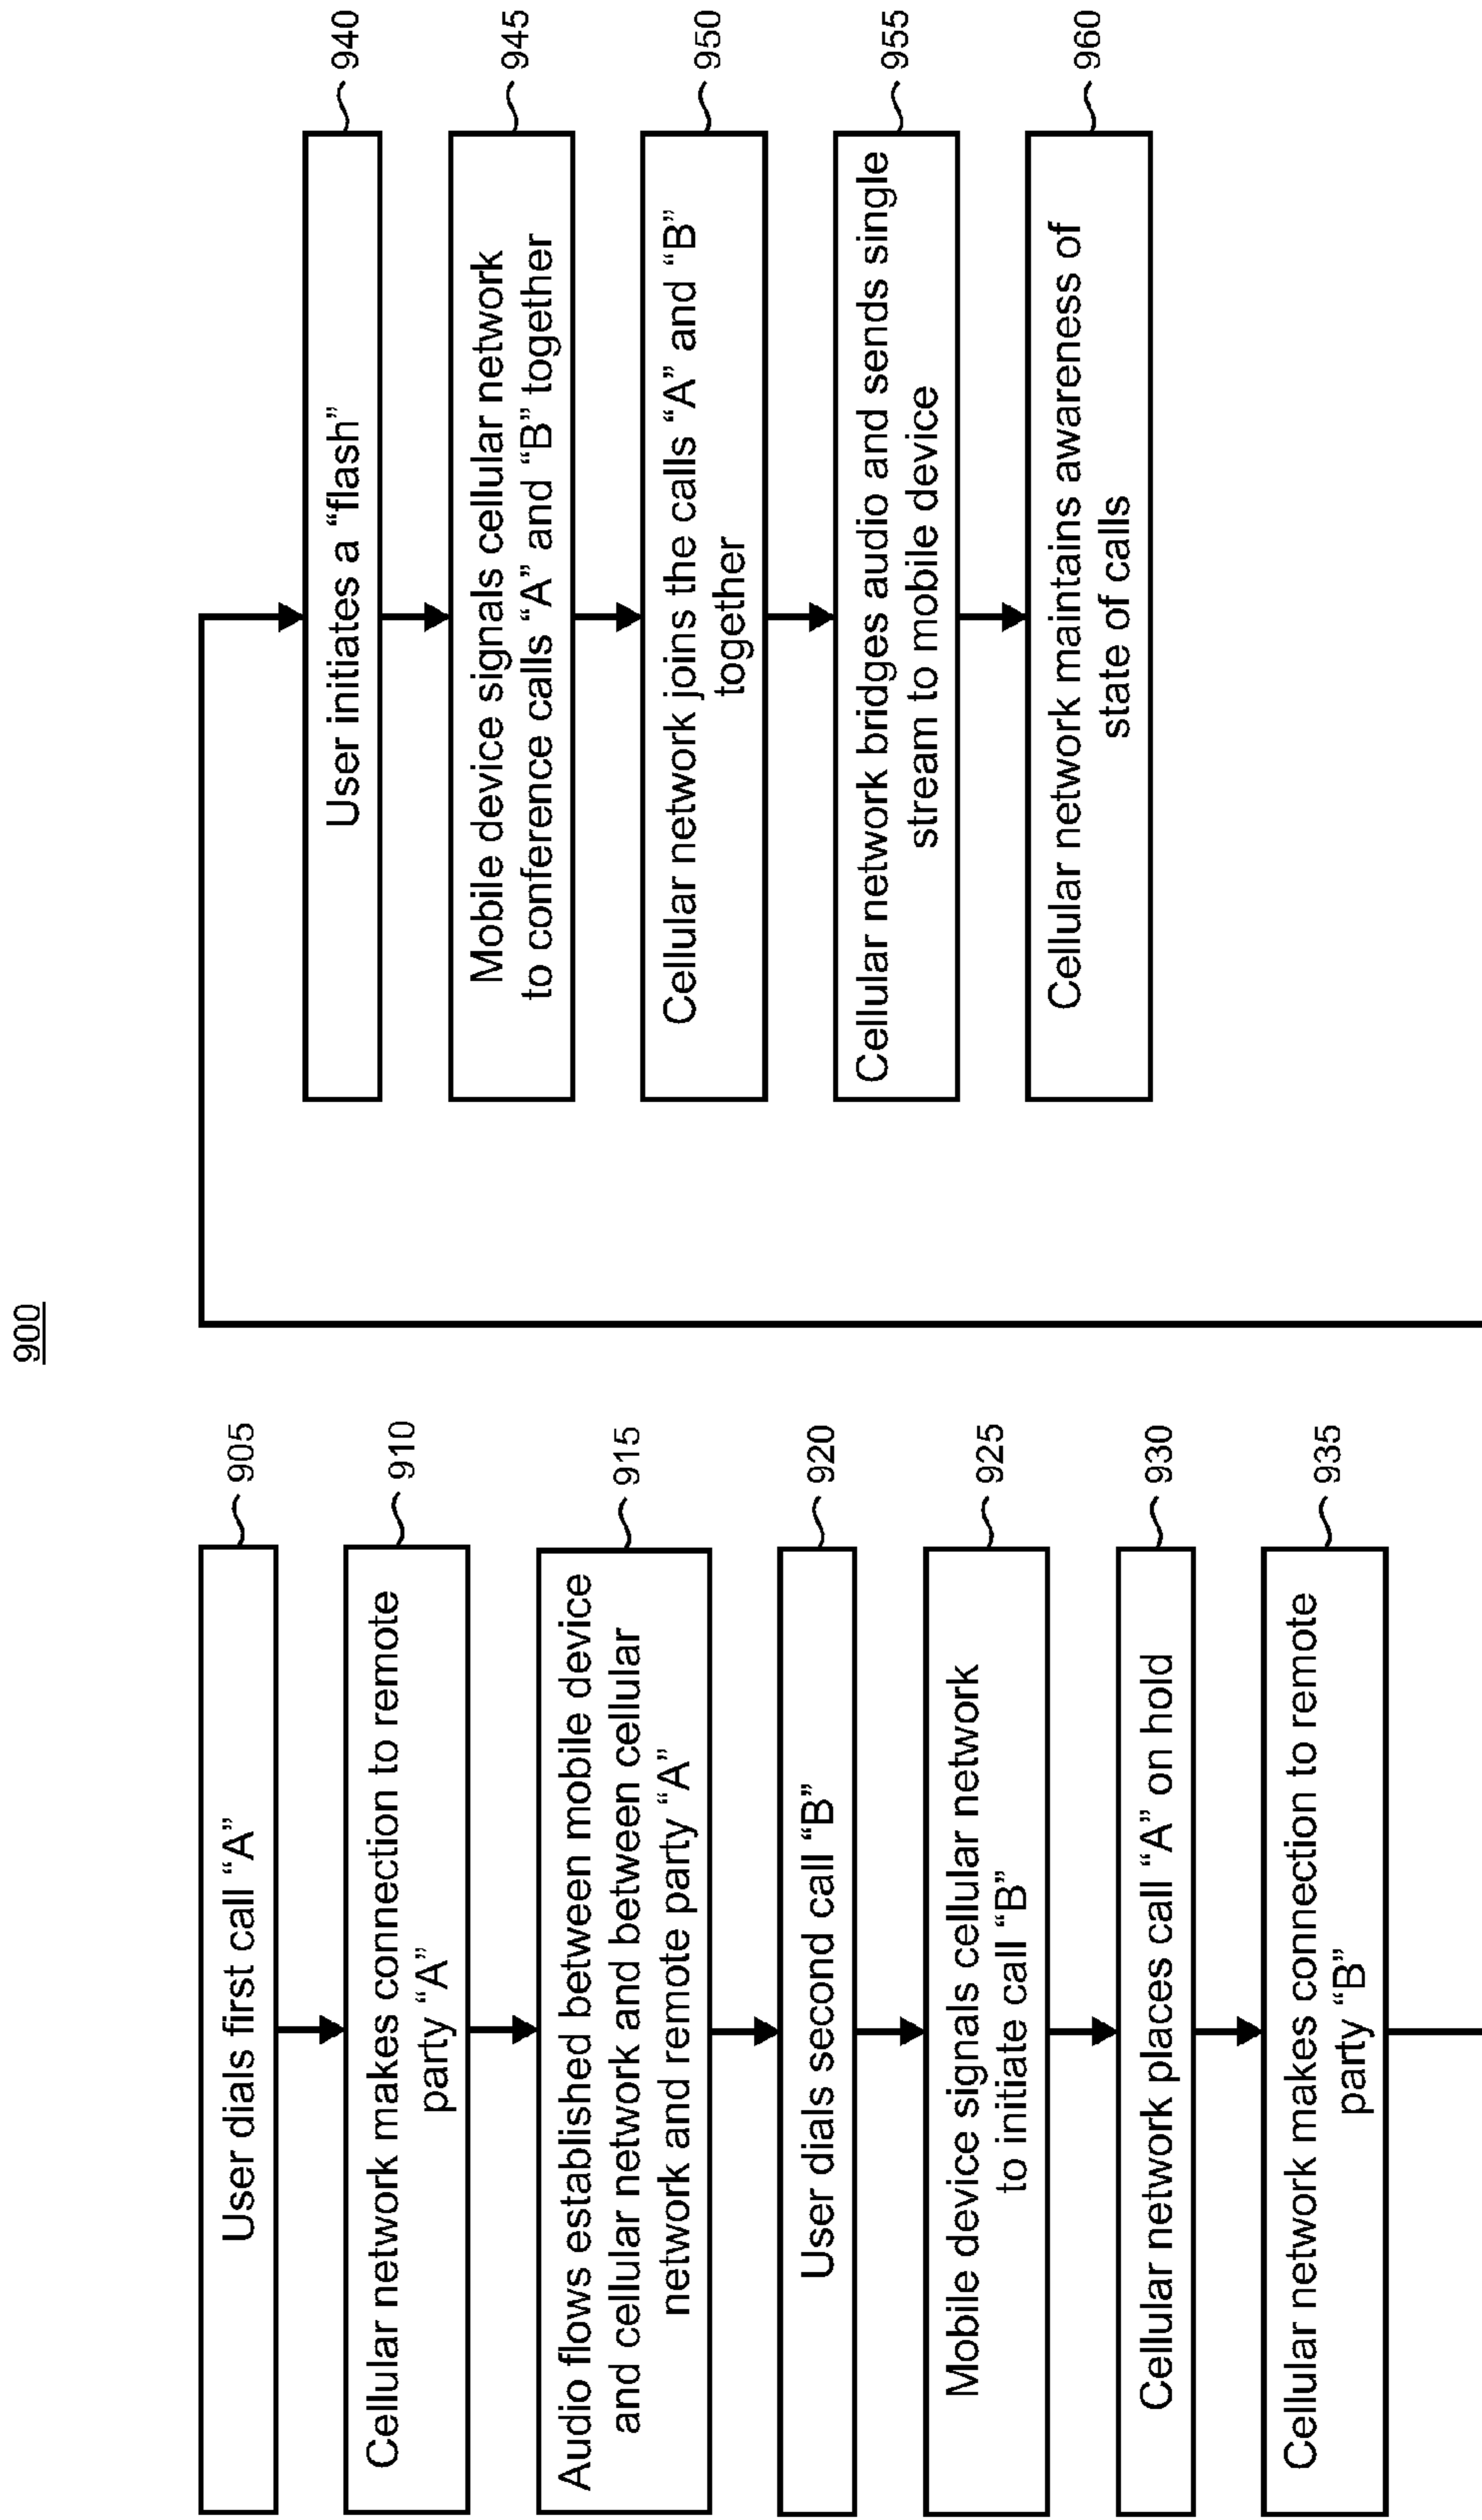 900
User dials first call “A”
905
Cellular network makes connection to remote
party “A”
910
Audio flows established between mobile device
and cellular network and between cellular
network and remote party “A”
915
User dials second call “B”
920
Mobile device signals cellular network
to initiate call “B”
925
Cellular network places call “A” on hold
930
Cellular network makes connection to remote
party “B”
935
User initiates a “flash”
940
Mobile device signals cellular network
to conference calls “A” and “B” together
945
Cellular network joins the calls “A” and “B”
together
950
Cellular network bridges audio and sends single
stream to mobile device
955
Cellular network maintains awareness of
state of calls
960